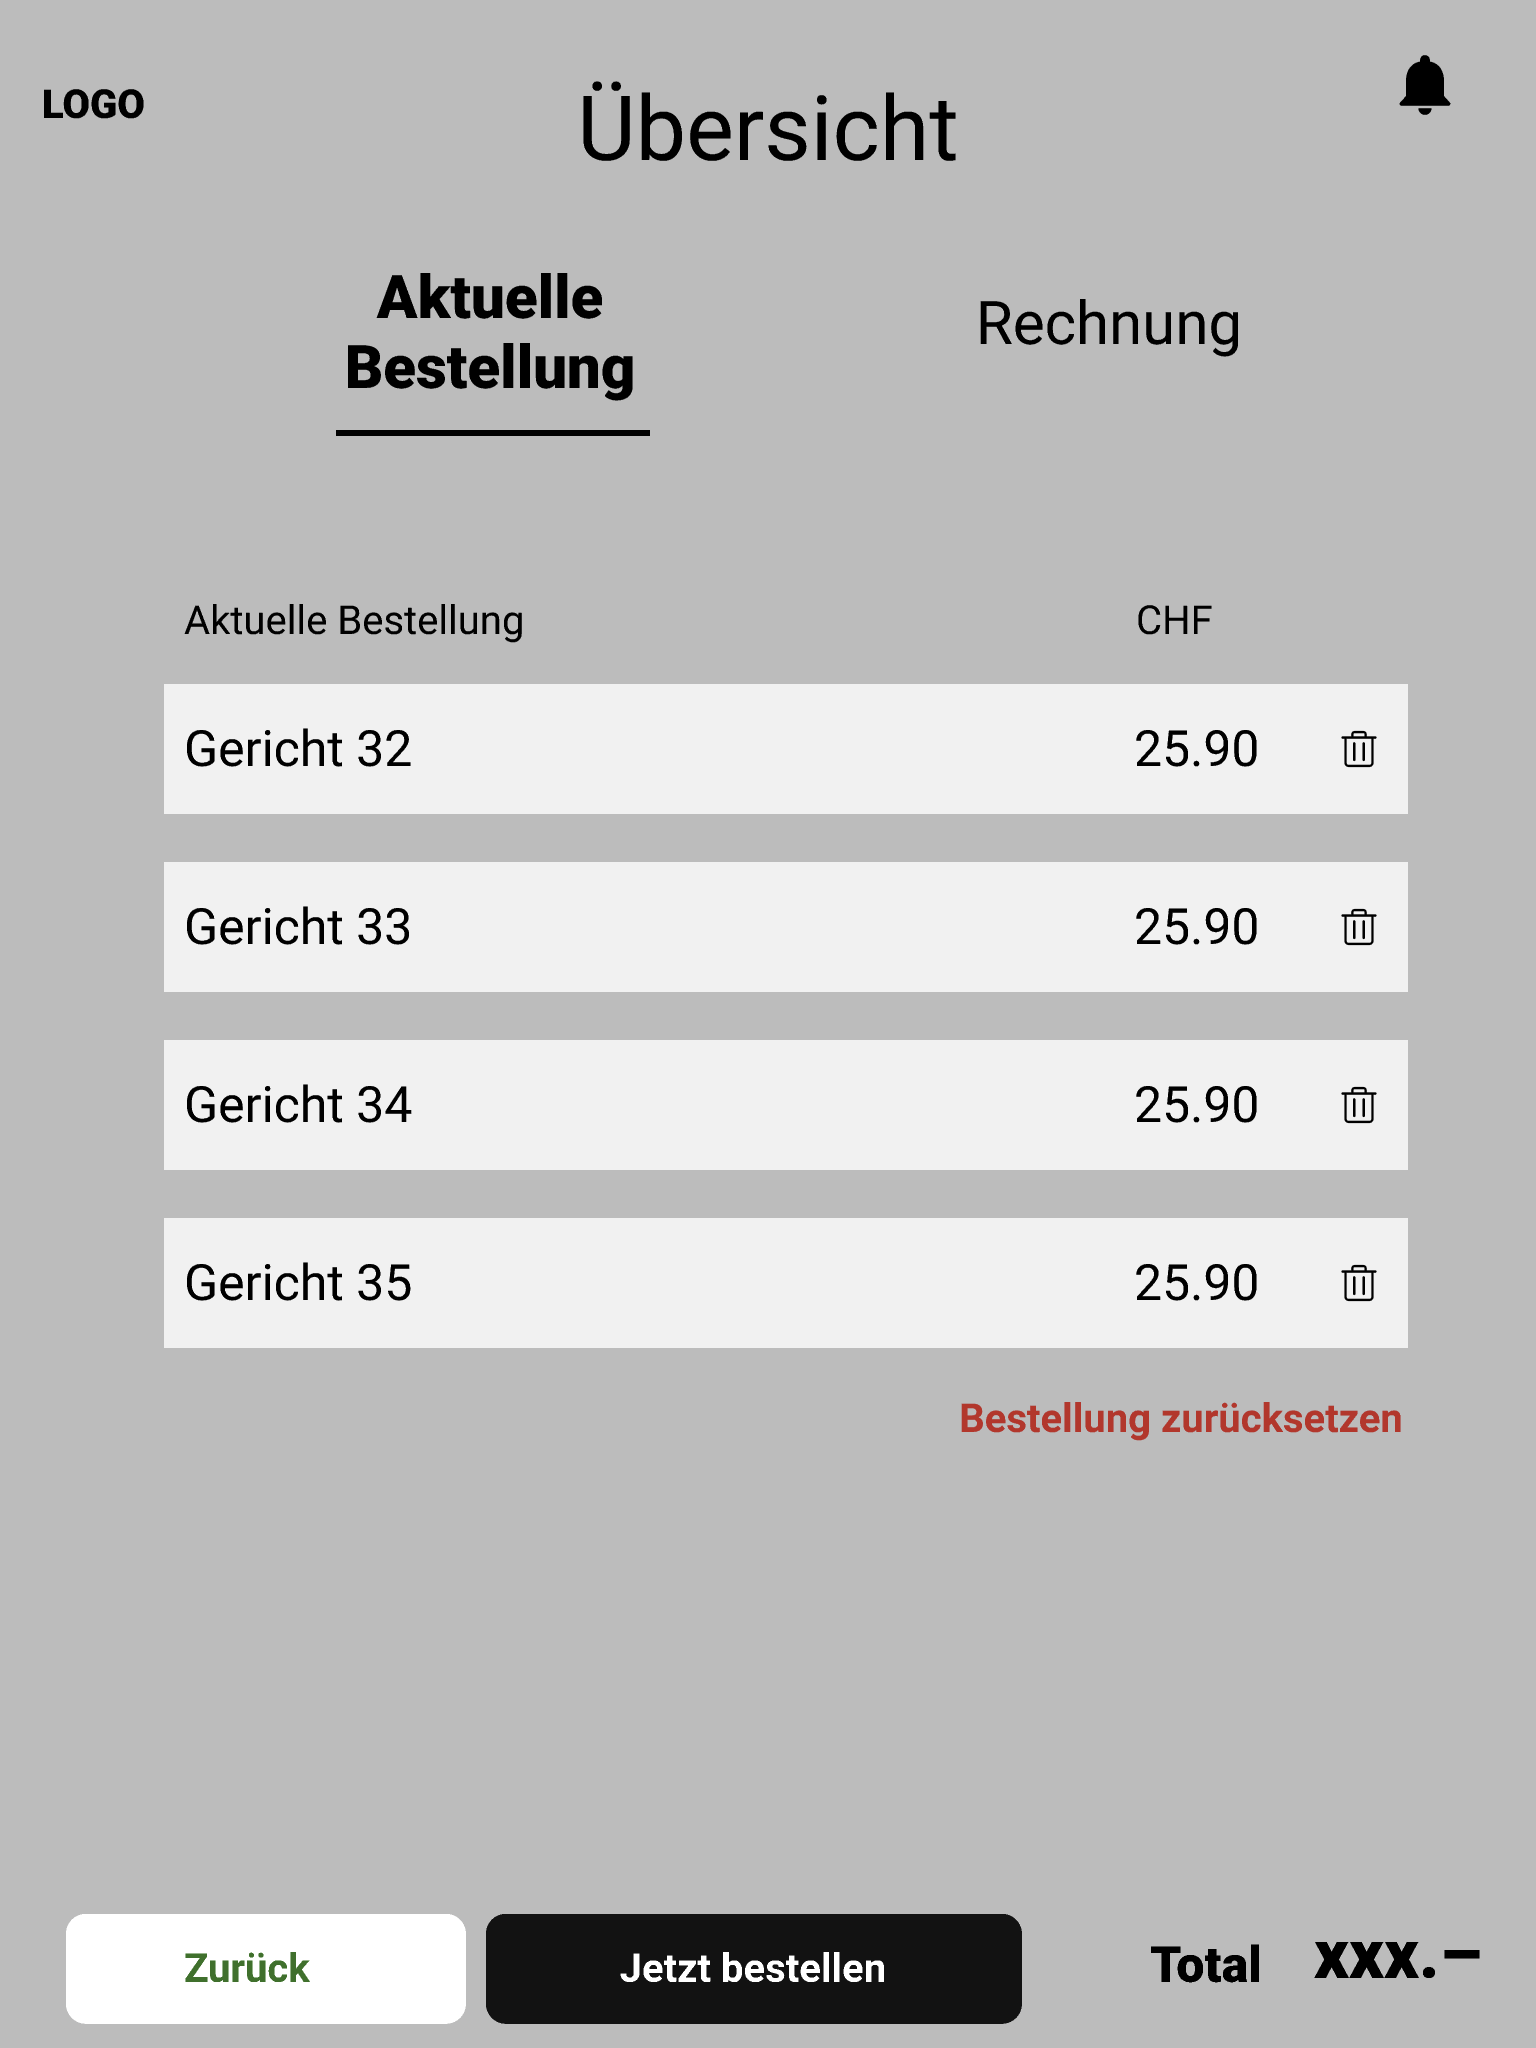 LOGO
Übersicht
Aktuelle
Bestellung
Rechnung
Aktuelle Bestellung CHF
Gericht 32 25.90
Gericht 33 25.90
Gericht 34 25.90
Gericht 35 25.90
Bestellung zurücksetzen
Zurück Jetzt bestellen Total xxx.–